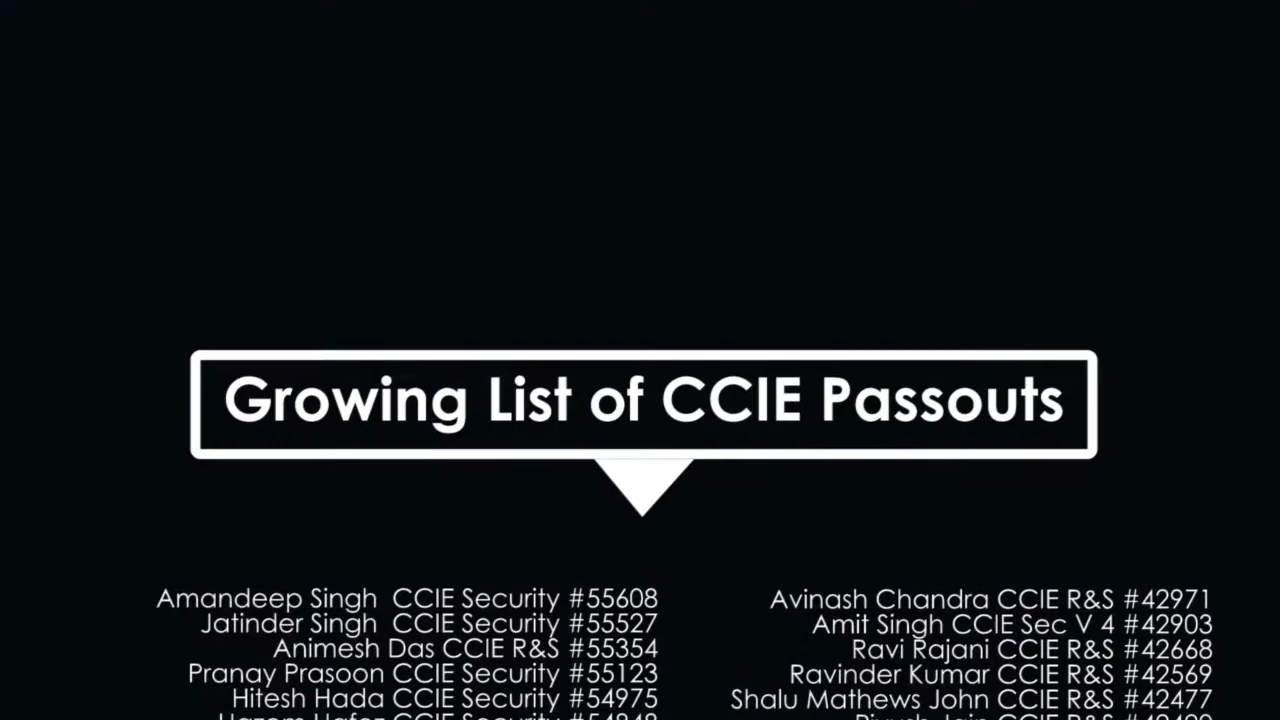 Growing List of CCIE Passouts
Amandeep Singh  CCIE Security #55608
Jatinder Singh  CCIE Security #55527
Animesh Das CCIE R&S #55354
Pranay Prasoon CCIE Security #55123
Hitesh Hada CCIE Security #54975
Avinash Chandra CCIE R&S #42971
Amit Singh CCIE Sec V 4 #42903
Ravi Rajani CCIE R&S #42668
Ravinder Kumar CCIE R&S #42569
Shalu Mathews John CCIE R&S #42477